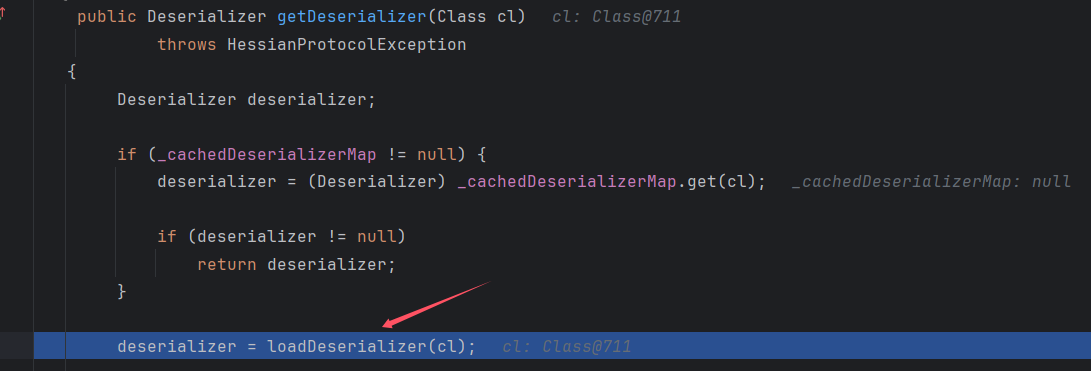 public Deserializer getDeserializer(Class cl)   cl: Class@711
        throws HessianProtocolException
{
    Deserializer deserializer;
    if (_cachedDeserializerMap != null) {
        deserializer = (Deserializer) _cachedDeserializerMap.get(cl);   _cachedDeserializerMap: null
        if (deserializer != null)
            return deserializer;
    }
    deserializer = loadDeserializer(cl);   cl: Class@711